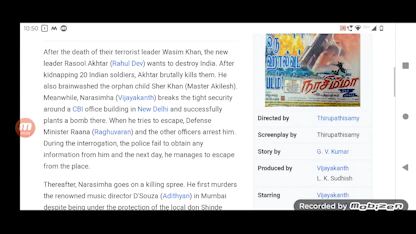 10:50
After the death of their terrorist leader Wasim Khan, the new
leader Rasool Akhtar (Rahul Dev) wants to destroy India. After
kidnapping 20 Indian soldiers, Akhtar brutally kills them. He
also brainwashed the orphan child Sher Khan (Master Akilesh).
Meanwhile, Narasimha (Vijayakanth) breaks the tight security
around a CBI office building in New Delhi and successfully
plants a bomb there. When he tries to escape, Defense
Minister Raana (Raghuvaran) and the other officers arrest him.
During the interrogation, the police fail to obtain any
information from him and the next day, he manages to escape
from the place.
Thereafter, Narasimha goes on a killing spree. He first murders
the renowned music director D'Souza (Adithyan) in Mumbai
despite being under the protection of the local don Shinde
நரசிம்மா
Directed by Thirupathisamy
Screenplay by Thirupathisamy
Story by G. V. Kumar
Produced by Vijayakanth
L. K. Sudhish
Starring Vijayakanth
Recorded by Mobizen